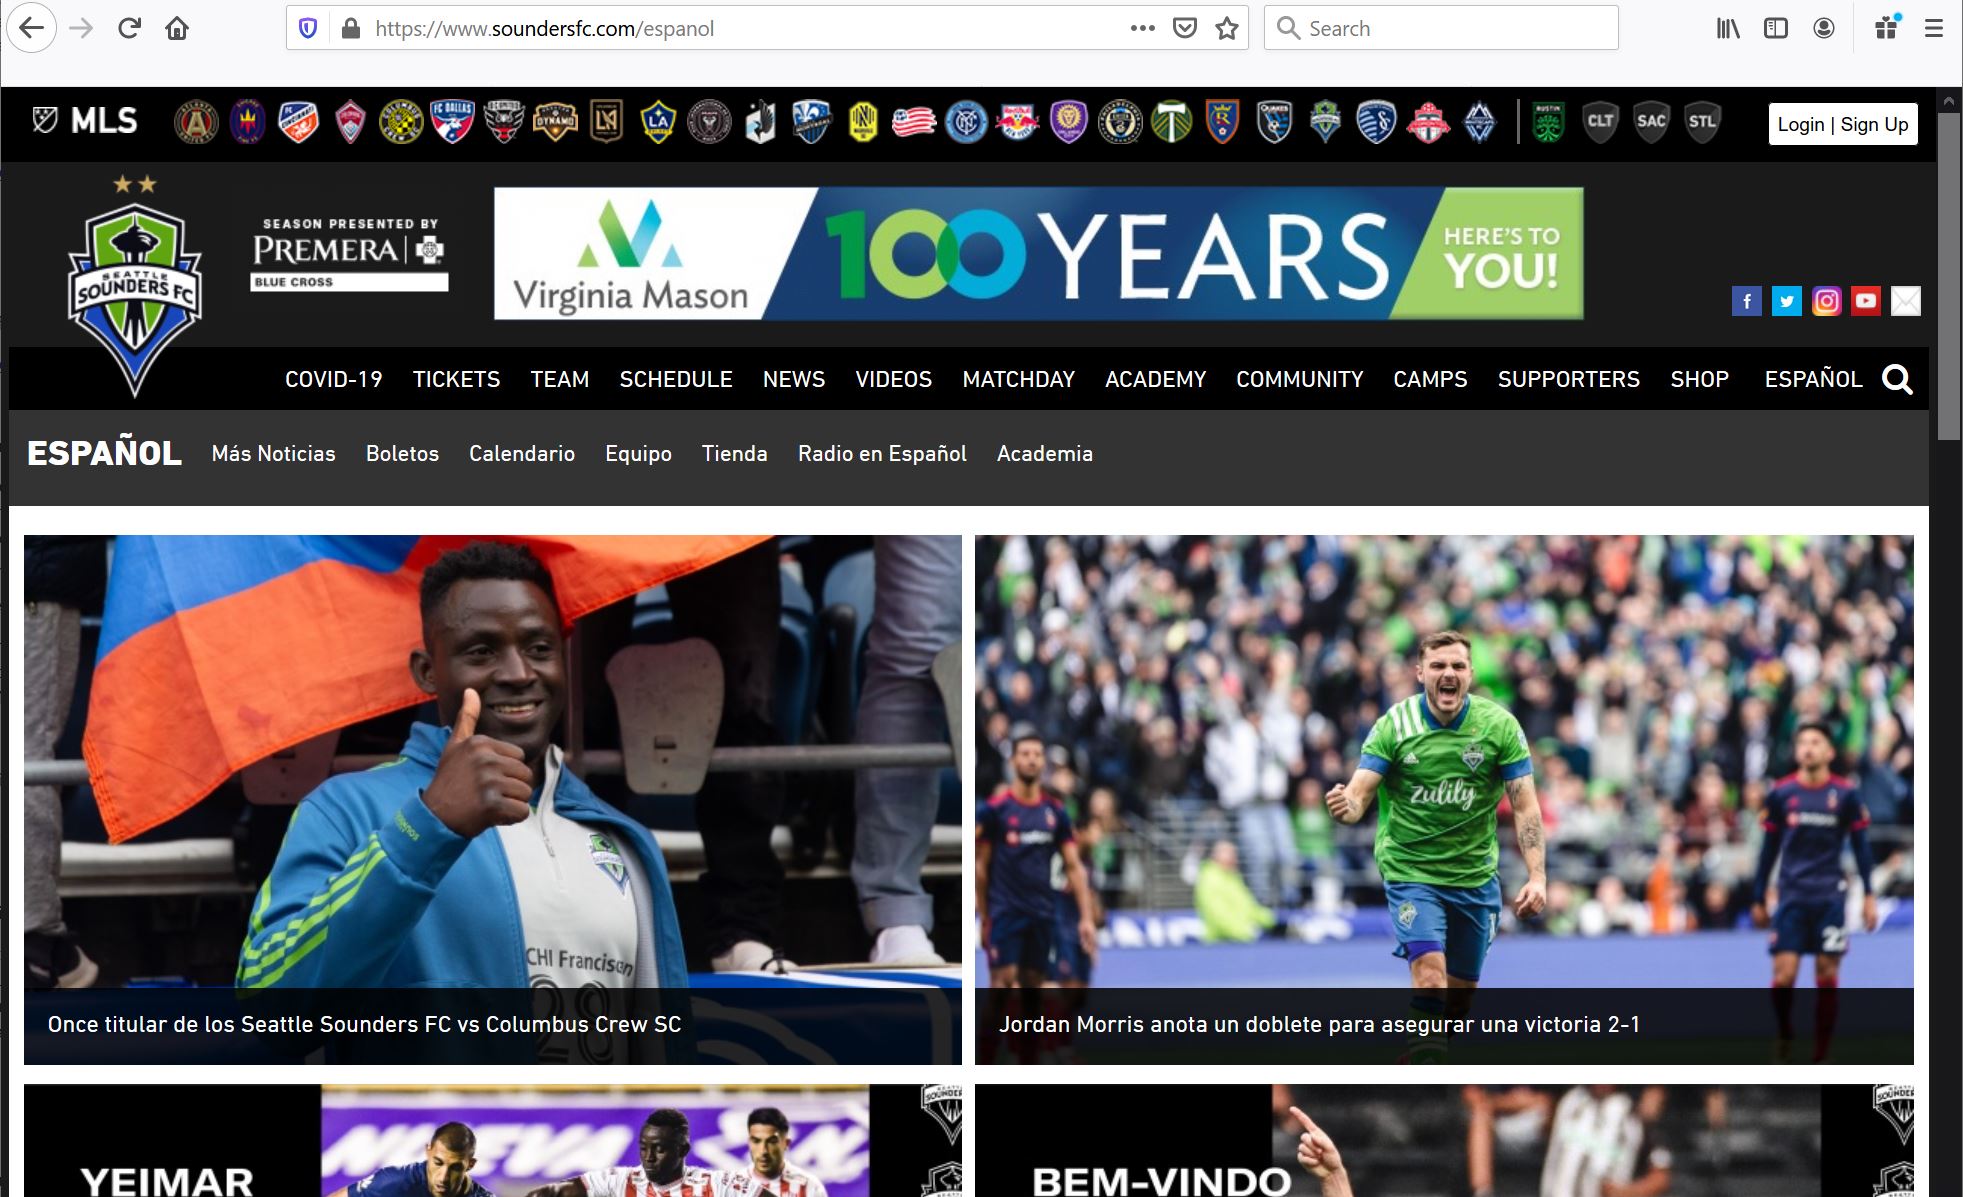 https://www.soundersfc.com/espanol
Search
MLS
CLT
SAC
STL
Login | Sign Up
SEATTLE
SOUNDERS FC
SEASON PRESENTED BY
PREMERA
BLUE CROSS
Virginia Mason
100 YEARS
HERE'S TO
YOU!
COVID-19 TICKETS TEAM SCHEDULE NEWS VIDEOS MATCHDAY ACADEMY COMMUNITY CAMPS SUPPORTERS SHOP ESPAÑOL
ESPAÑOL Más Noticias Boletos Calendario Equipo Tienda Radio en Español Academia
CHI Franciscan
Zulily
Once titular de los Seattle Sounders FC vs Columbus Crew SC
Jordan Morris anota un doblete para asegurar una victoria 2-1
YEIMAR
BEM-VINDO